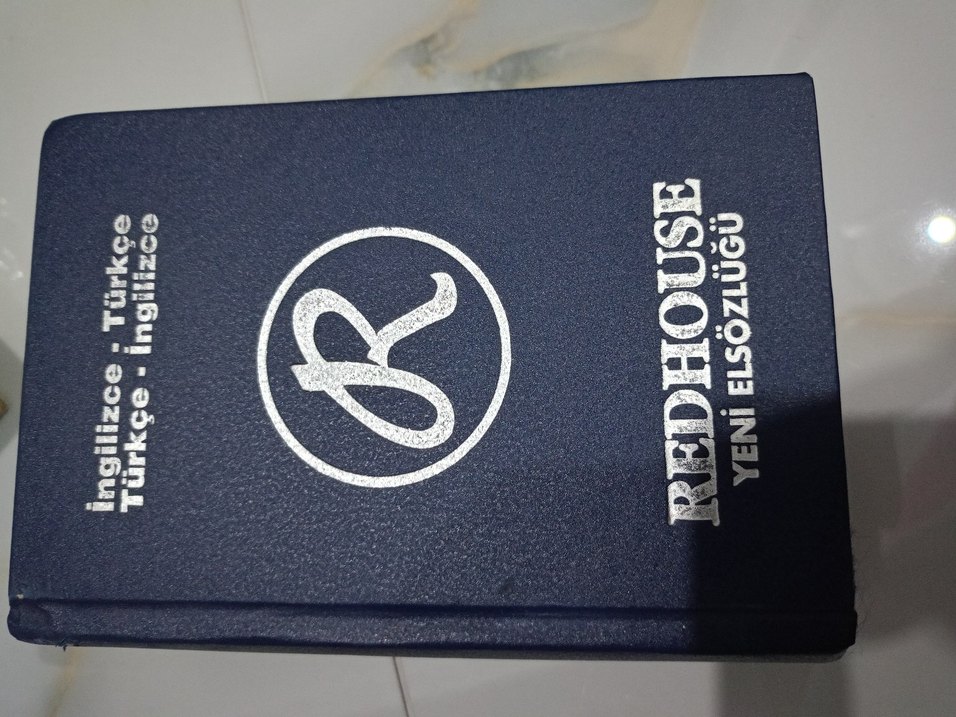 İngilizce - Türkçe
Türkçe - İngilizce
R
REDHOUSE
YENİ ELSÖZLÜĞÜ